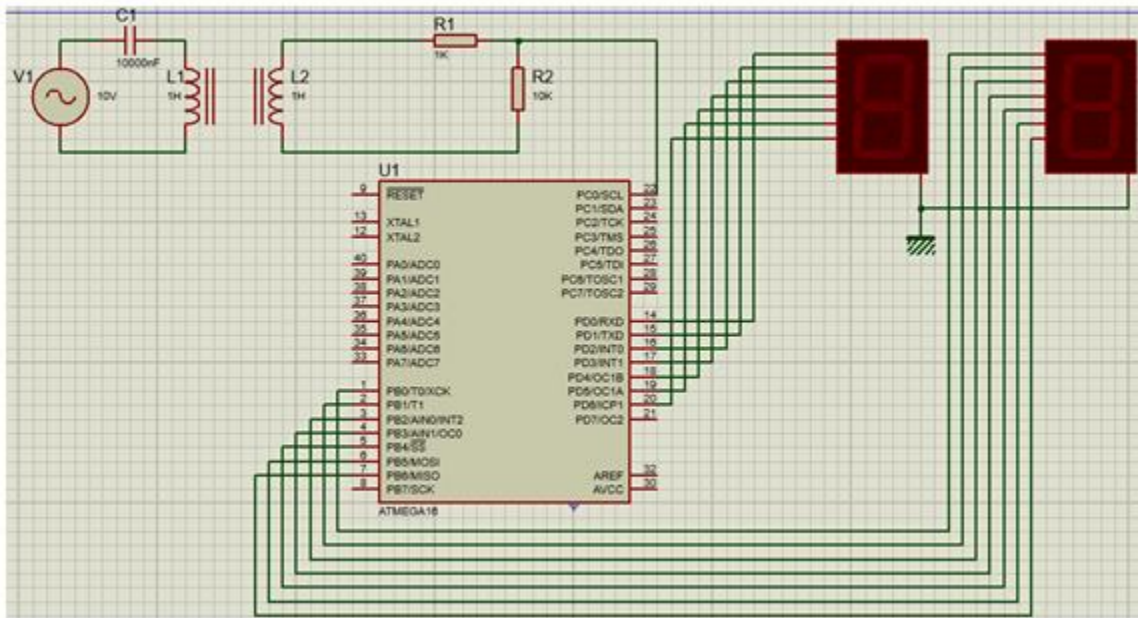 C1
10000nF
V1
10V
L1
1H
L2
1H
R1
1K
R2
10K
U1
9 RESET
13 XTAL1
12 XTAL2
40 PA0/ADC0
39 PA1/ADC1
38 PA2/ADC2
37 PA3/ADC3
36 PA4/ADC4
35 PA5/ADC5
34 PA6/ADC6
33 PA7/ADC7
1 PB0/T0/XCK
2 PB1/T1
3 PB2/AIN0/INT2
4 PB3/AIN1/OC0
5 PB4/SS
6 PB5/MOSI
7 PB6/MISO
8 PB7/SCK
PC0/SCL 22
PC1/SDA 23
PC2/TCK 24
PC3/TMS 25
PC4/TDO 26
PC5/TDI 27
PC6/TOSC1 28
PC7/TOSC2 29
PD0/RXD 14
PD1/TXD 15
PD2/INT0 16
PD3/INT1 17
PD4/OC1B 18
PD5/OC1A 19
PD6/ICP1 20
PD7/OC2 21
AREF 32
AVCC 30
ATMEGA16